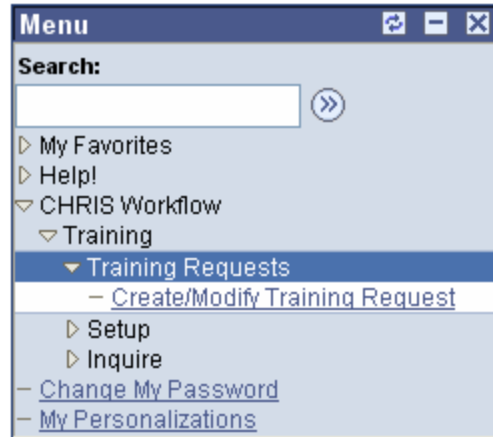 Menu
Search:
My Favorites
Help!
CHRIS Workflow
Training
Training Requests
Create/Modify Training Request
Setup
Inquire
Change My Password
My Personalizations